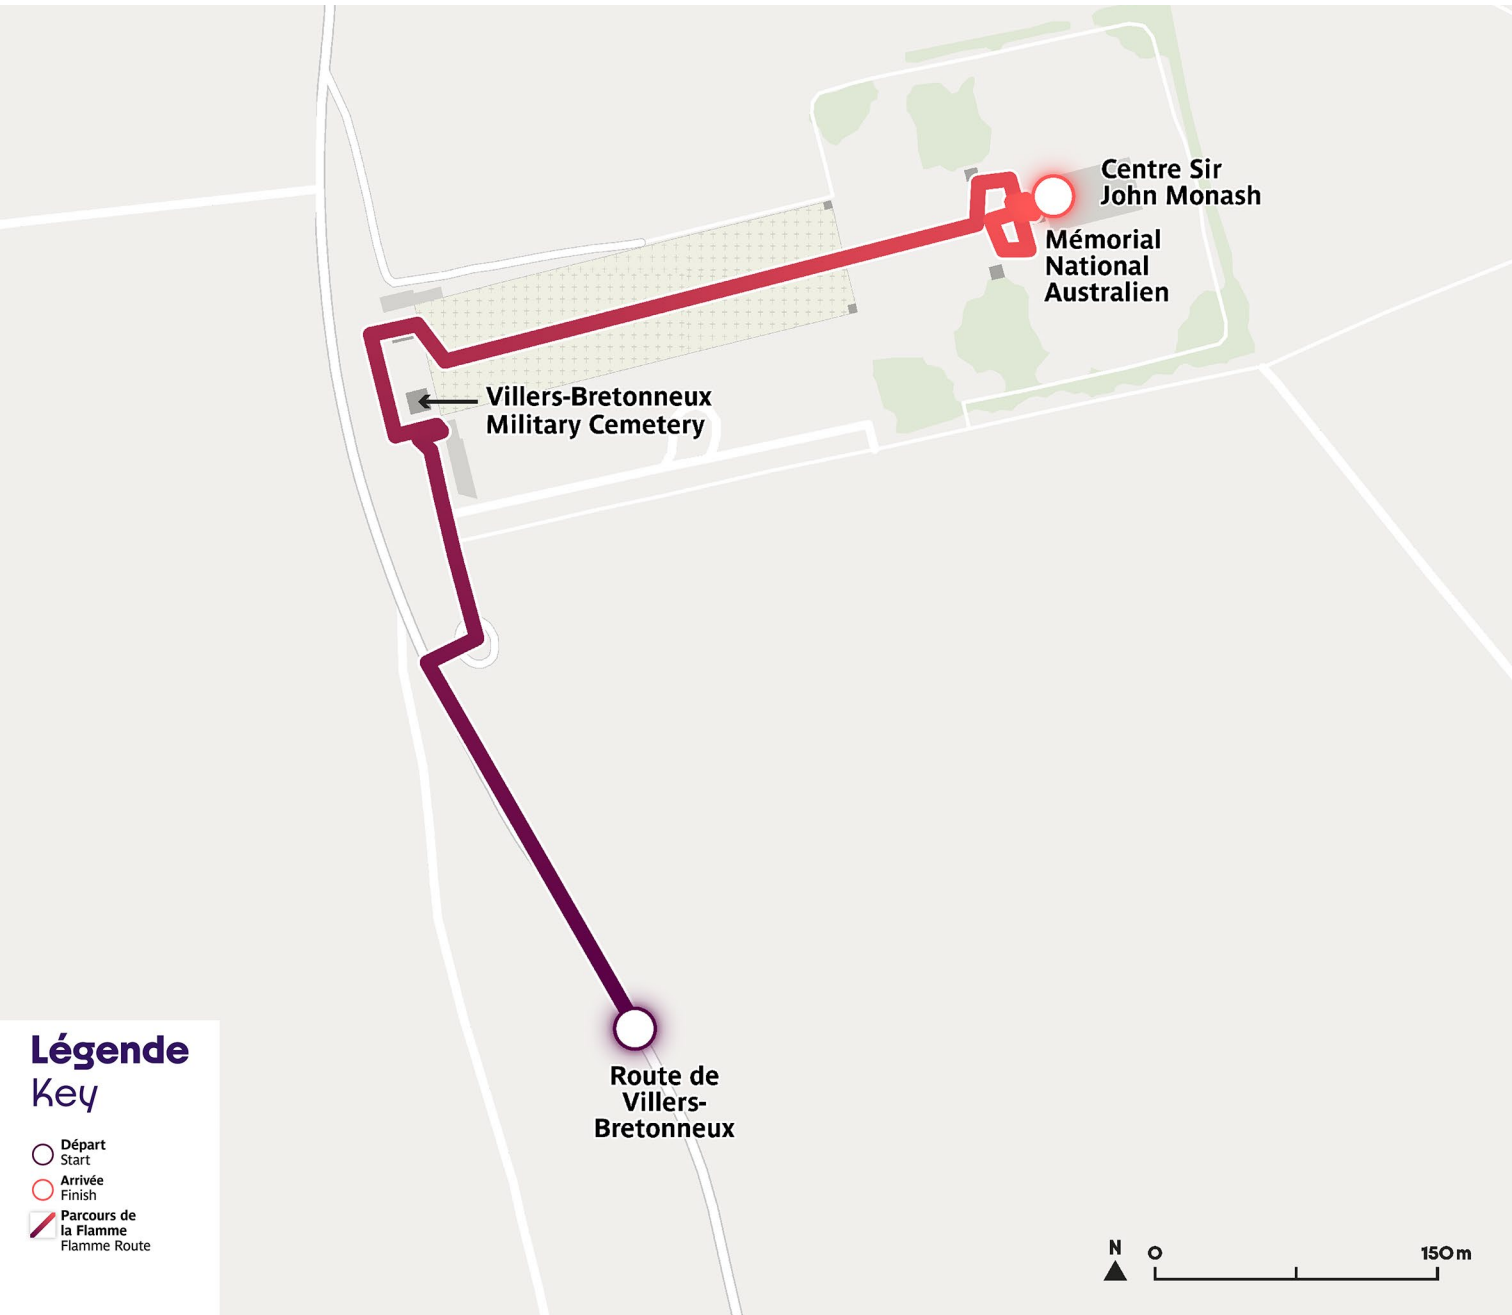 Centre Sir
John Monash
Mémorial
National
Australien
Villers-Bretonneux
Military Cemetery
Route de
Villers-
Bretonneux
Légende
Key
Départ
Start
Arrivée
Finish
Parcours de
la Flamme
Flamme Route
N
0
150 m